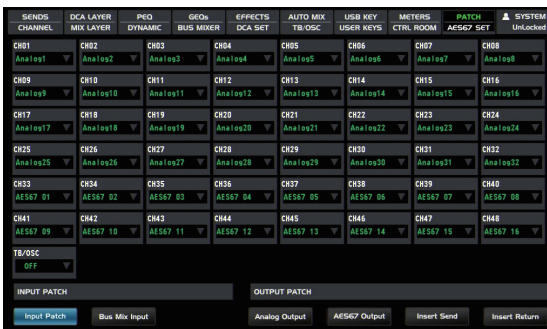 SENDS DCA LAYER PEQ GEQs EFFECTS AUTO MIX USB KEY METERS PATCH SYSTEM
CHANNEL MIX LAYER DYNAMIC BUS MIXER DCA SET TB/OSC USER KEYS CTRL ROOM AES67 SET UnLocked
CH01 CH02 CH03 CH04 CH05 CH06 CH07 CH08
Analog1 Analog2 Analog3 Analog4 Analog5 Analog6 Analog7 Analog8
CH09 CH10 CH11 CH12 CH13 CH14 CH15 CH16
Analog9 Analog10 Analog11 Analog12 Analog13 Analog14 Analog15 Analog16
CH17 CH18 CH19 CH20 CH21 CH22 CH23 CH24
Analog17 Analog18 Analog19 Analog20 Analog21 Analog22 Analog23 Analog24
CH25 CH26 CH27 CH28 CH29 CH30 CH31 CH32
Analog25 Analog26 Analog27 Analog28 Analog29 Analog30 Analog31 Analog32
CH33 CH34 CH35 CH36 CH37 CH38 CH39 CH40
AES67 01 AES67 02 AES67 03 AES67 04 AES67 05 AES67 06 AES67 07 AES67 08
CH41 CH42 CH43 CH44 CH45 CH46 CH47 CH48
AES67 09 AES67 10 AES67 11 AES67 12 AES67 13 AES67 14 AES67 15 AES67 16
TB/OSC
OFF
INPUT PATCH OUTPUT PATCH
Input Patch Bus Mix Input Analog Output AES67 Output Insert Send Insert Return